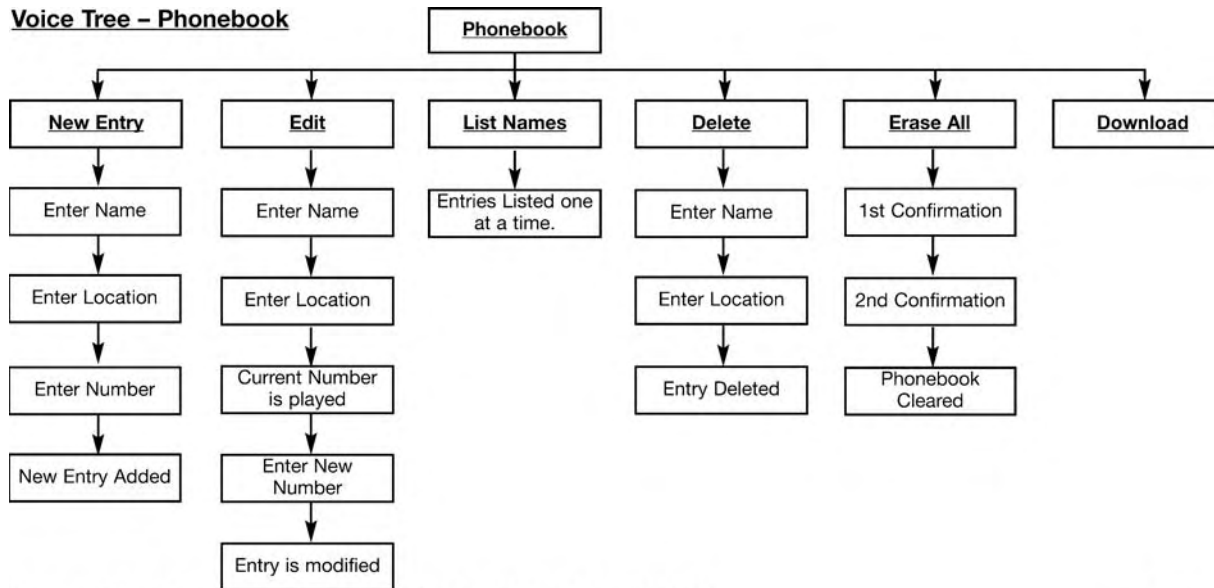 Voice Tree – Phonebook
Phonebook
New Entry
Edit
List Names
Delete
Erase All
Download
Enter Name
Enter Name
Entries Listed one
at a time.
Enter Name
1st Confirmation
Enter Location
Enter Location
Enter Location
2nd Confirmation
Enter Number
Current Number
is played
Entry Deleted
Phonebook
Cleared
New Entry Added
Enter New
Number
Entry is modified